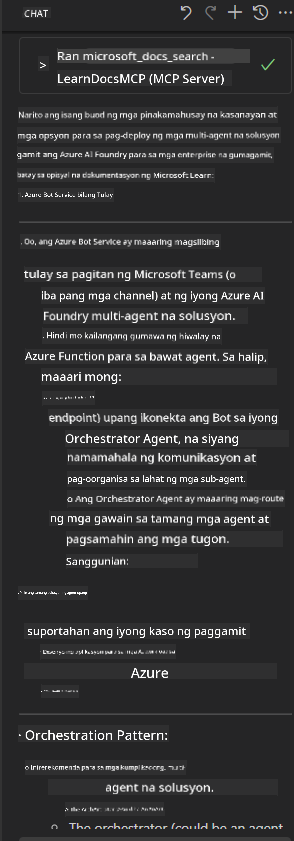 CHAT
Ran microsoft_docs_search -
LearnDocsMCP (MCP Server)
Narito ang isang buod ng mga pinakamahusay na kasanayan at
mga opsyon para sa pag-deploy ng mga multi-agent na solusyon
gamit ang Azure AI Foundry para sa mga enterprise na gumagamit,
batay sa opisyal na dokumentasyon ng Microsoft Learn:
Azure Bot Service bilang Tulay
. Oo, ang Azure Bot Service ay maaaring magsilbing
tulay sa pagitan ng Microsoft Teams (o
iba pang mga channel) at ng iyong Azure AI
Foundry multi-agent na solusyon.
. Hindi mo kailangang gumawa ng hiwalay na
Azure Function para sa bawat agent. Sa halip,
maaari mong:
endpoint) upang ikonekta ang Bot sa iyong
Orchestrator Agent, na siyang
namamahala ng komunikasyon at
pag-oorganisa sa lahat ng mga sub-agent.
o Ang Orchestrator Agent ay maaaring mag-route
ng mga gawain sa tamang mga agent at
pagsamahin ang mga tugon.
Sanggunian:
suportahan ang iyong kaso ng paggamit
Azure
· Orchestration Pattern:
o Inirerekomenda para sa mga kumplikadong, multi-
agent na solusyon.
The orchestrator (could be an agent